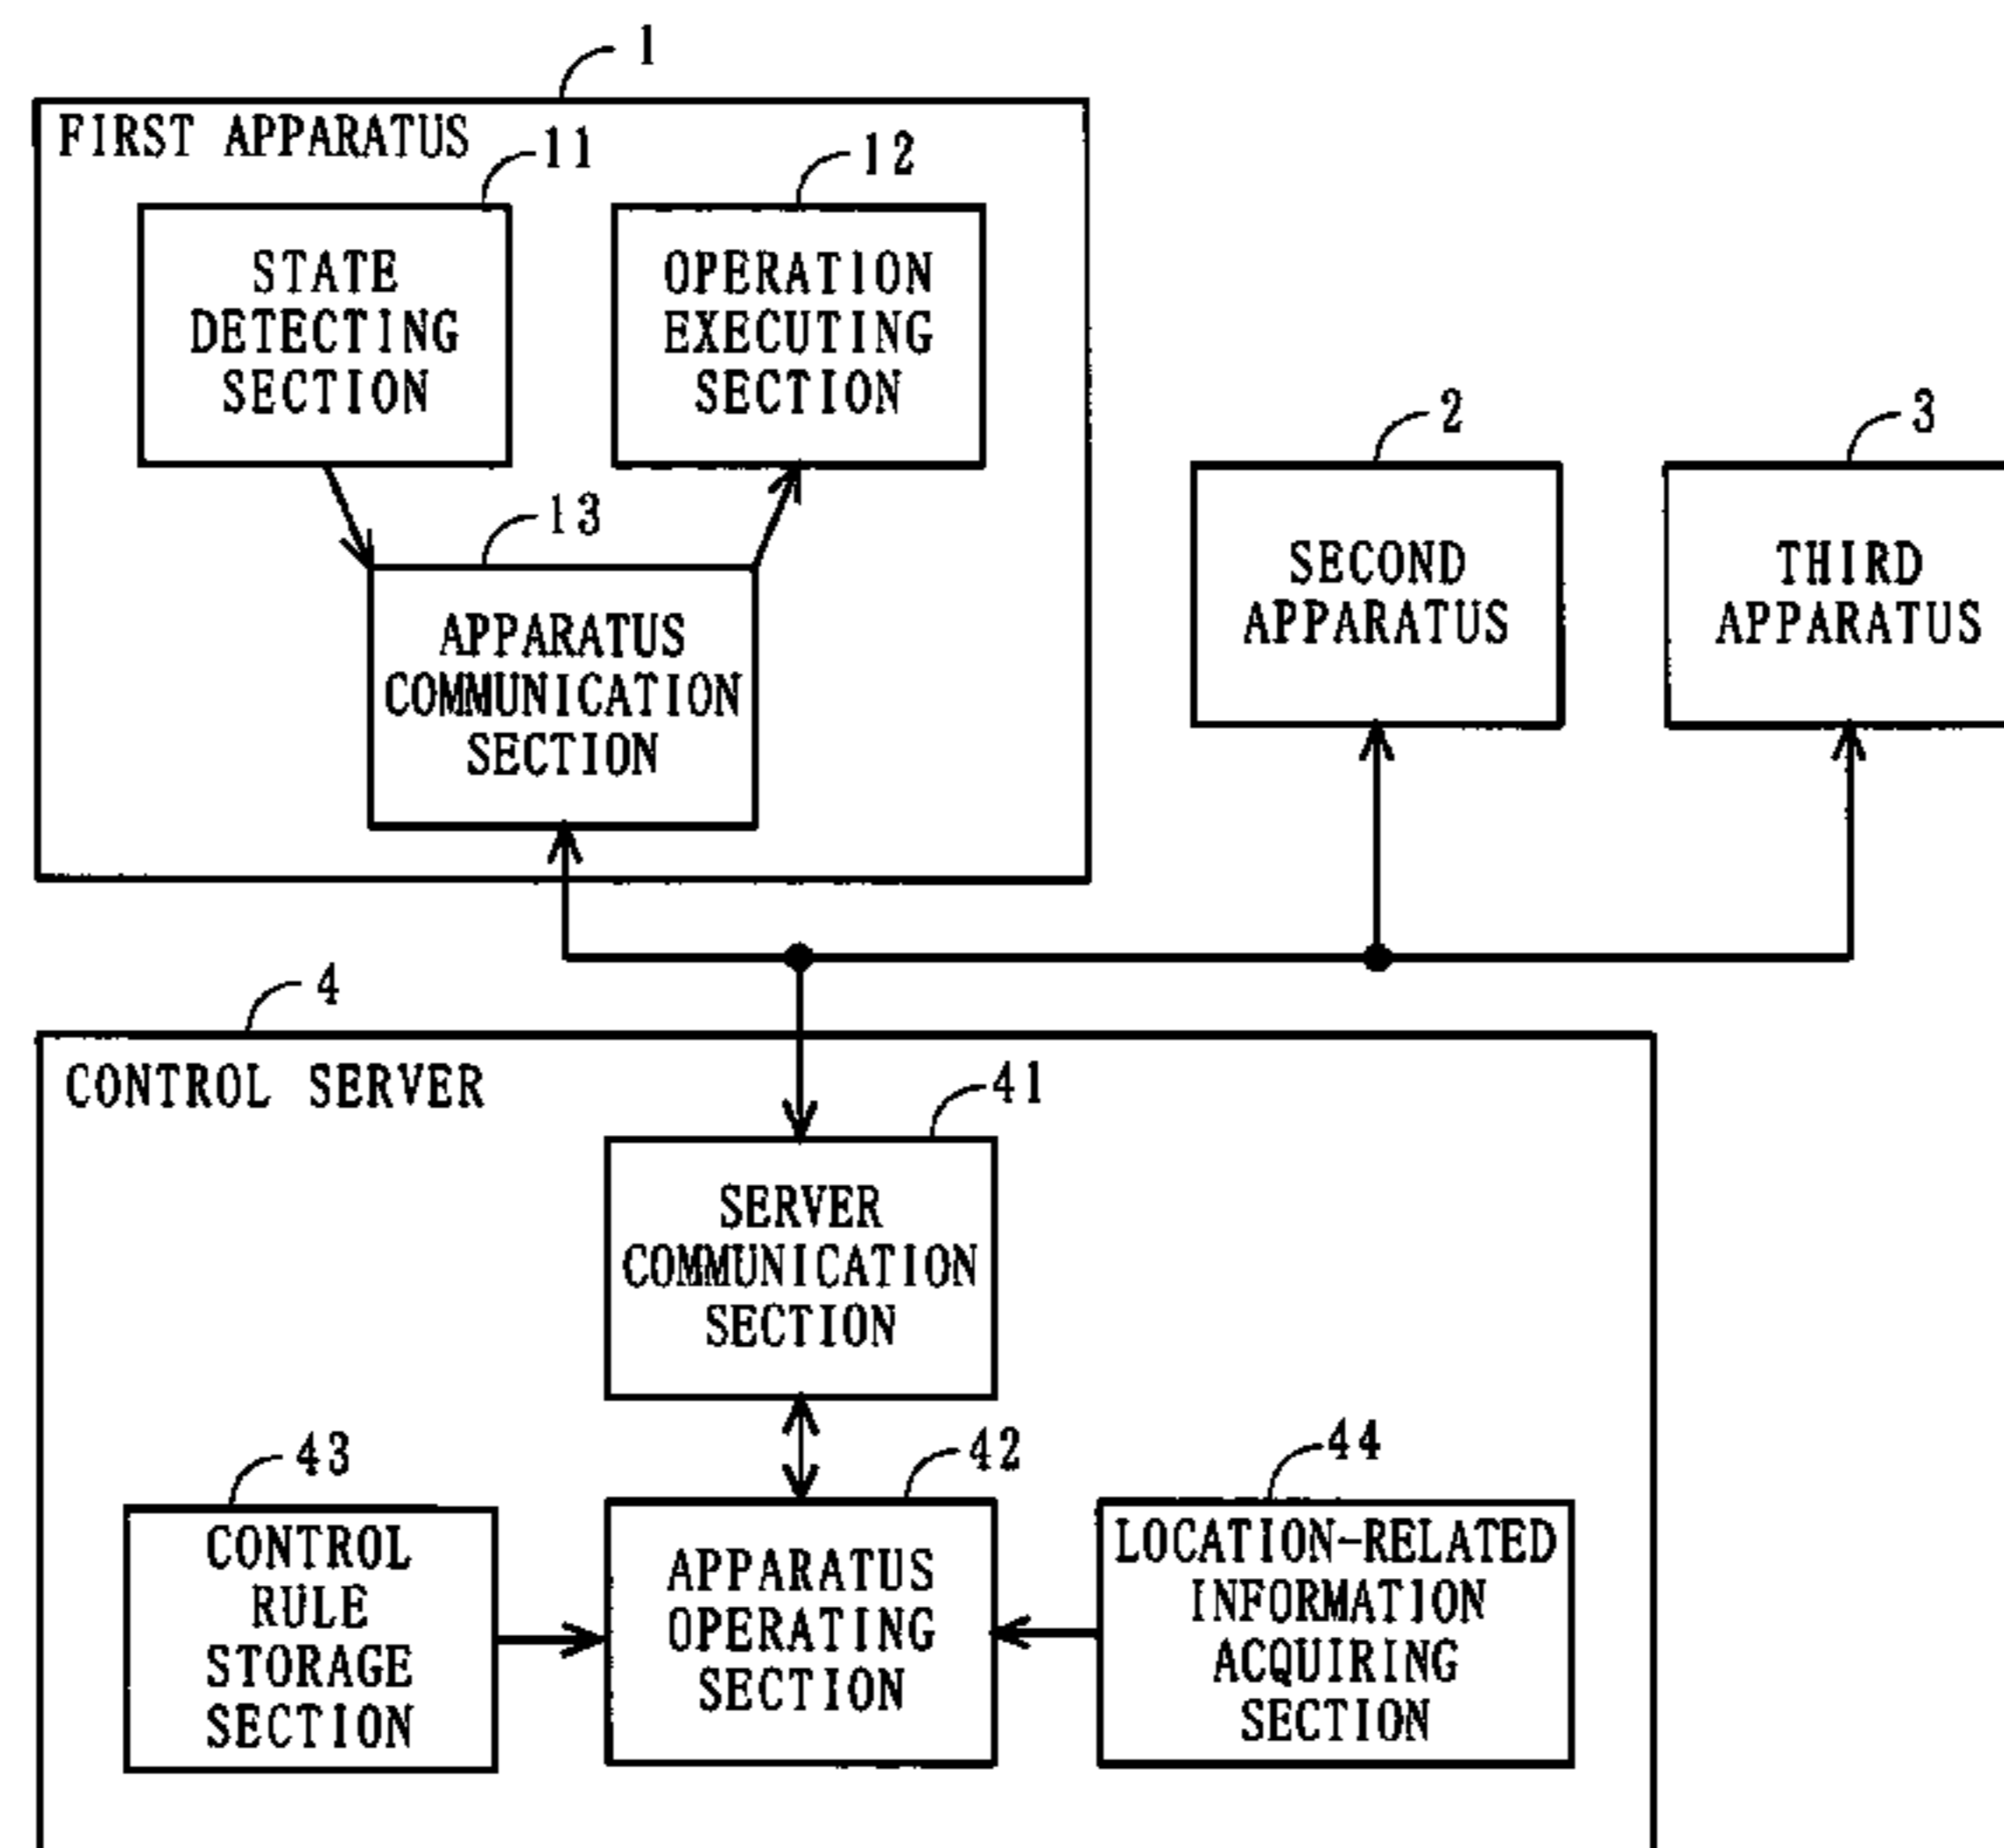 1
FIRST APPARATUS
11
12
STATE
DETECTING
SECTION
OPERATION
EXECUTING
SECTION
13
APPARATUS
COMMUNICATION
SECTION
2
SECOND
APPARATUS
3
THIRD
APPARATUS
4
CONTROL SERVER
41
SERVER
COMMUNICATION
SECTION
43
CONTROL
RULE
STORAGE
SECTION
42
APPARATUS
OPERATING
SECTION
44
LOCATION-RELATED
INFORMATION
ACQUIRING
SECTION